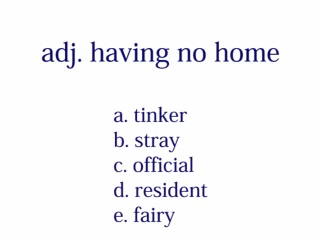 adj. having no home
a. tinker
b. stray
c. official
d. resident
e. fairy